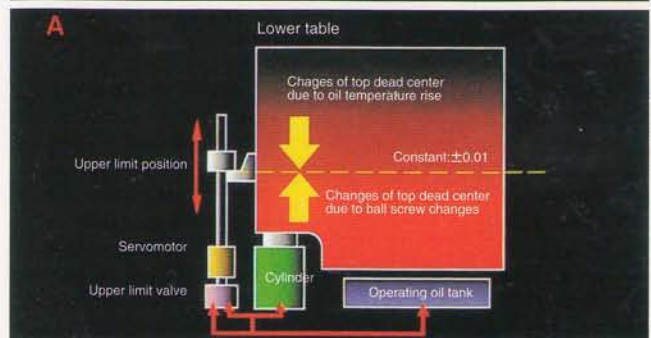 A
Lower table
Chages of top dead center
due to oil temperature rise
Upper limit position
Constant:±0.01
Changes of top dead center
due to ball screw changes
Servomotor
Cylinder
Upper limit valve
Operating oil tank